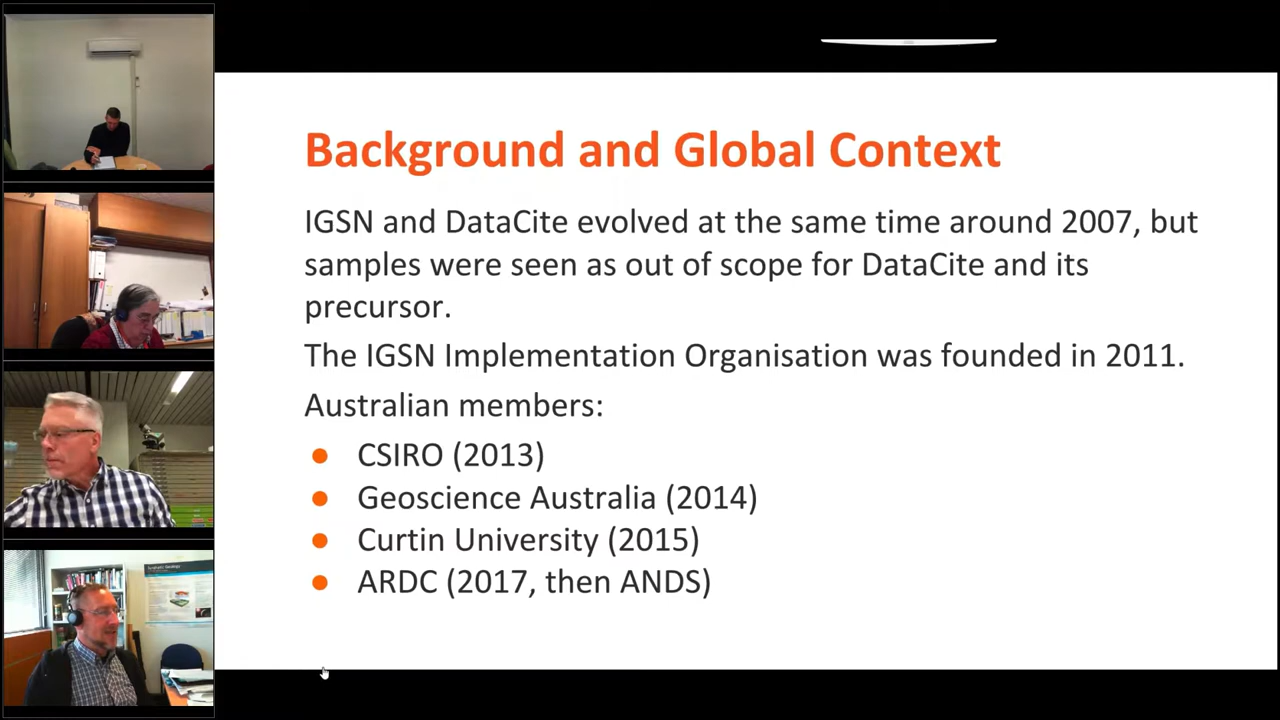 Background and Global Context
IGSN and DataCite evolved at the same time around 2007, but
samples were seen as out of scope for DataCite and its
precursor.
The IGSN Implementation Organisation was founded in 2011.
Australian members:
● CSIRO (2013)
● Geoscience Australia (2014)
● Curtin University (2015)
● ARDC (2017, then ANDS)